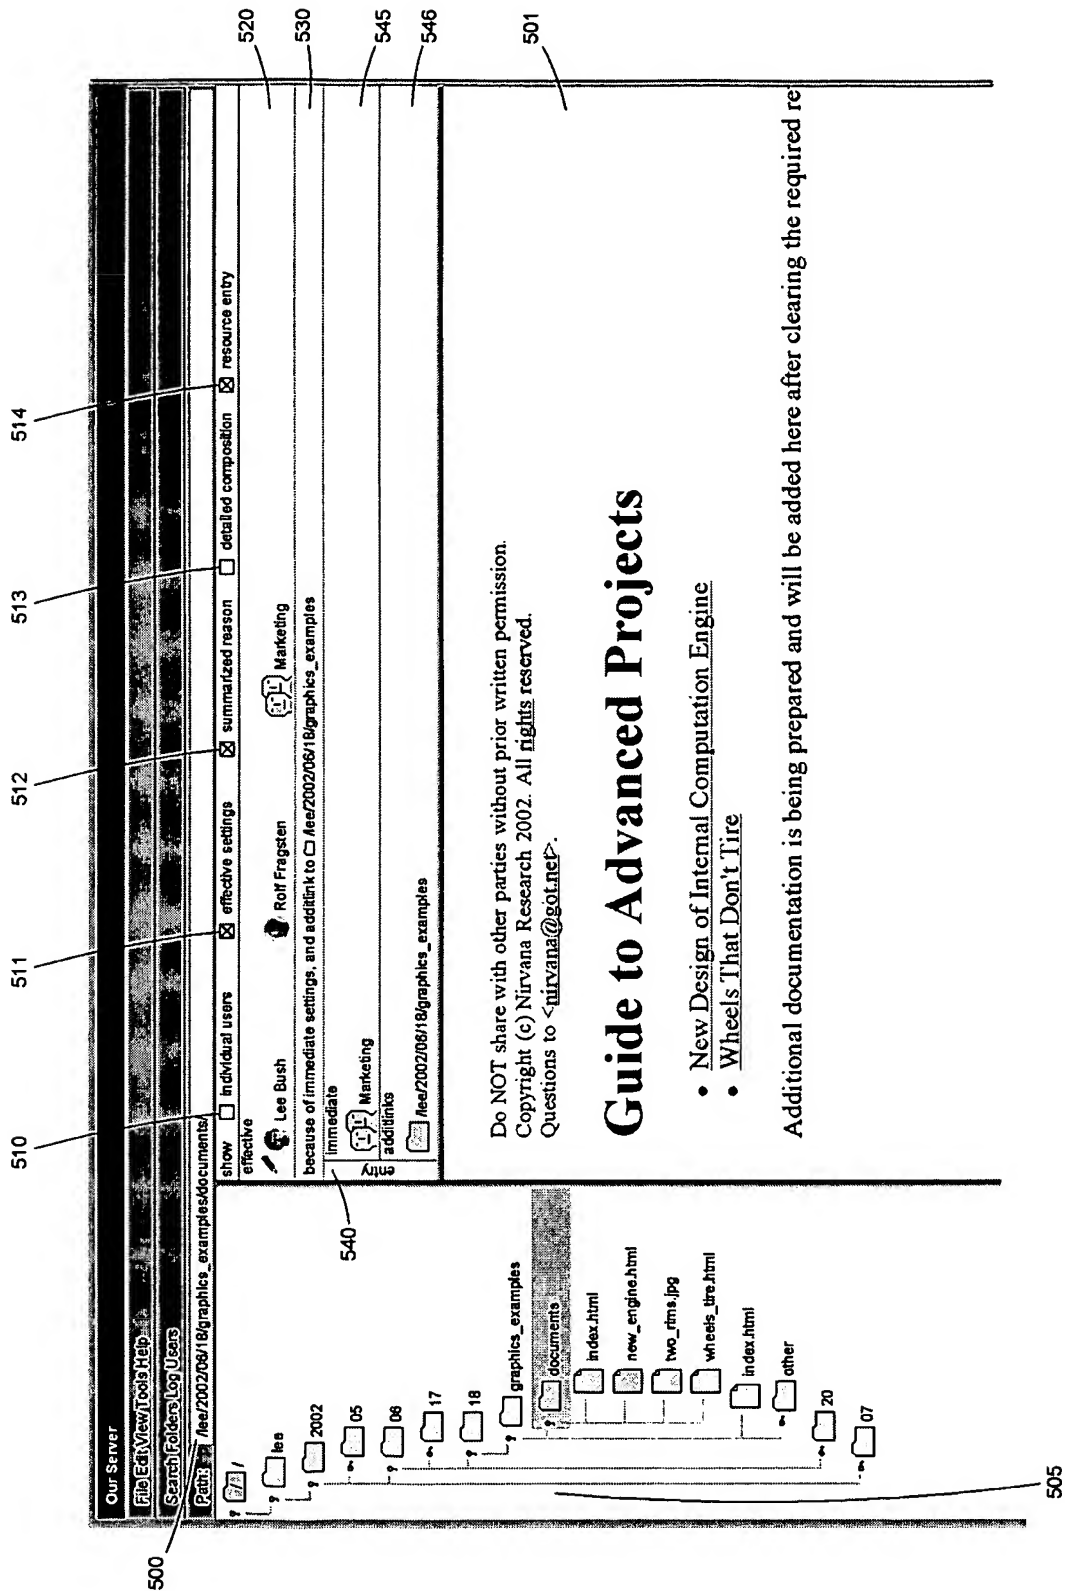 510
511
512
513
514
500
Our Server
File Edit View Tools Help
Search Folders Log Users
Path: /lee/2002/06/18/graphics_examples/documents/
show individual users effective settings summarized reason detailed composition resource entry
effective
Lee Bush Rolf Fragsten Marketing
520
because of immediate settings, and additlink to /lee/2002/06/18/graphics_examples
530
540
entry
immediate
Marketing
545
additlinks
/lee/2002/06/18/graphics_examples
546
/
lee
2002
05
06
17
18
graphics_examples
documents
index.html
new_engine.html
two_rims.jpg
wheels_tire.html
index.html
other
20
07
505
501
Do NOT share with other parties without prior written permission.
Copyright (c) Nirvana Research 2002. All rights reserved.
Questions to <nirvana@got.net>.
Guide to Advanced Projects
• New Design of Internal Computation Engine
• Wheels That Don't Tire
Additional documentation is being prepared and will be added here after clearing the required re